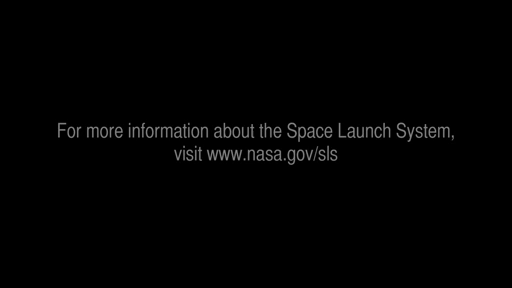 For more information about the Space Launch System,
visit www.nasa.gov/sls